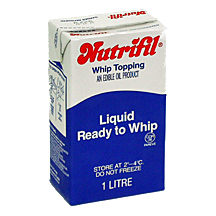 Nutrifil
Whip Topping
AN EDIBLE OIL PRODUCT
Liquid
Ready to Whip
STORE AT 2°-4°C.
DO NOT FREEZE
1 LITRE